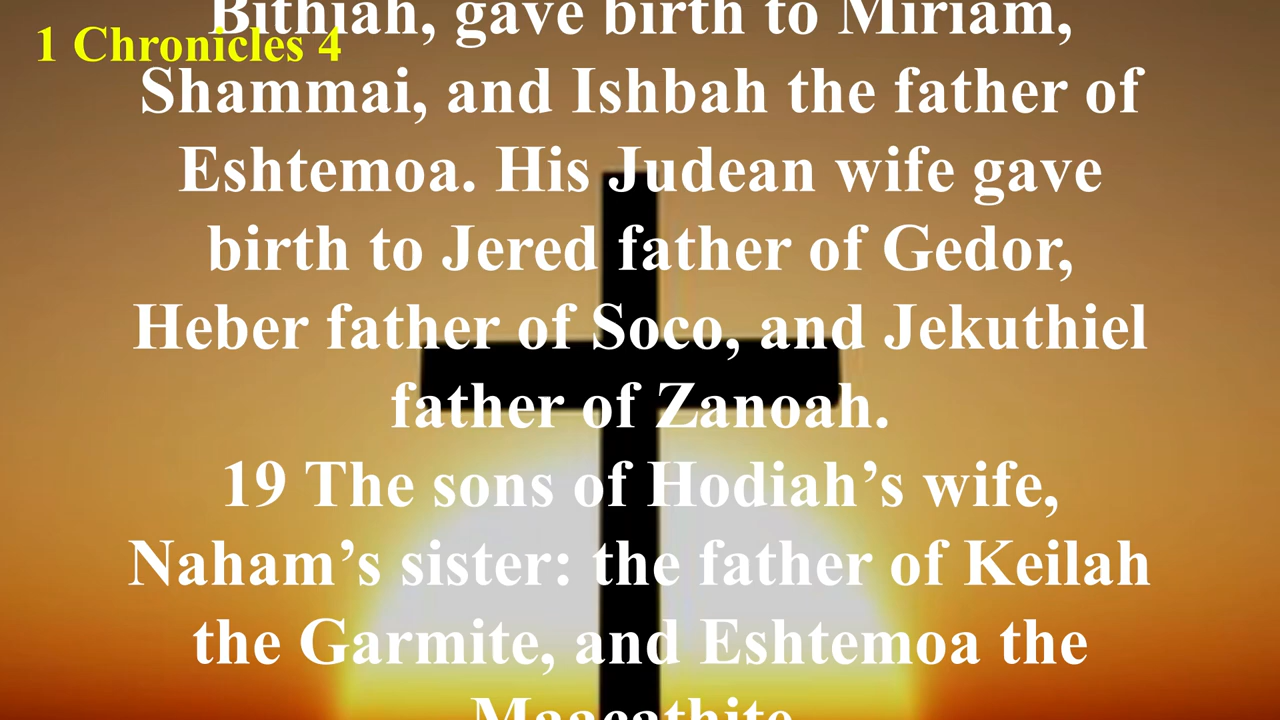 Bithiah, gave birth to Miriam,
1 Chronicles 4
Shammai, and Ishbah the father of
Eshtemoa. His Judean wife gave
birth to Jered father of Gedor,
Heber father of Soco, and Jekuthiel
father of Zanoah.
19 The sons of Hodiah’s wife,
Naham’s sister: the father of Keilah
the Garmite, and Eshtemoa the
Maacathite.